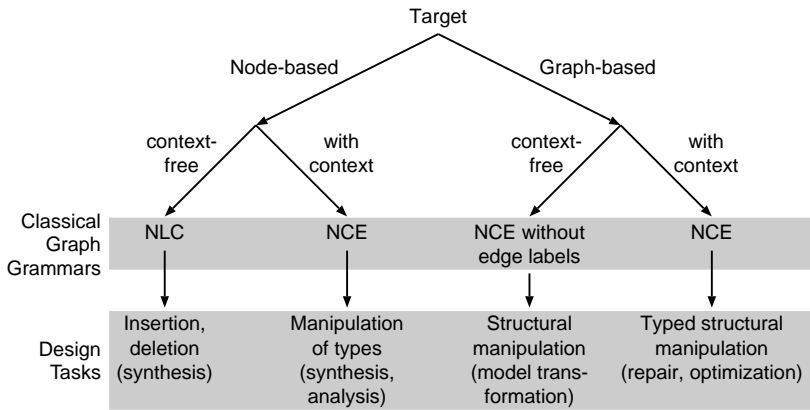 Target
Node-based
Graph-based
context-
free
with
context
context-
free
with
context
Classical
Graph
Grammars
NLC
NCE
NCE without
edge labels
NCE
Design
Tasks
Insertion,
deletion
(synthesis)
Manipulation
of types
(synthesis,
analysis)
Structural
manipulation
(model trans-
formation)
Typed structural
manipulation
(repair, optimization)